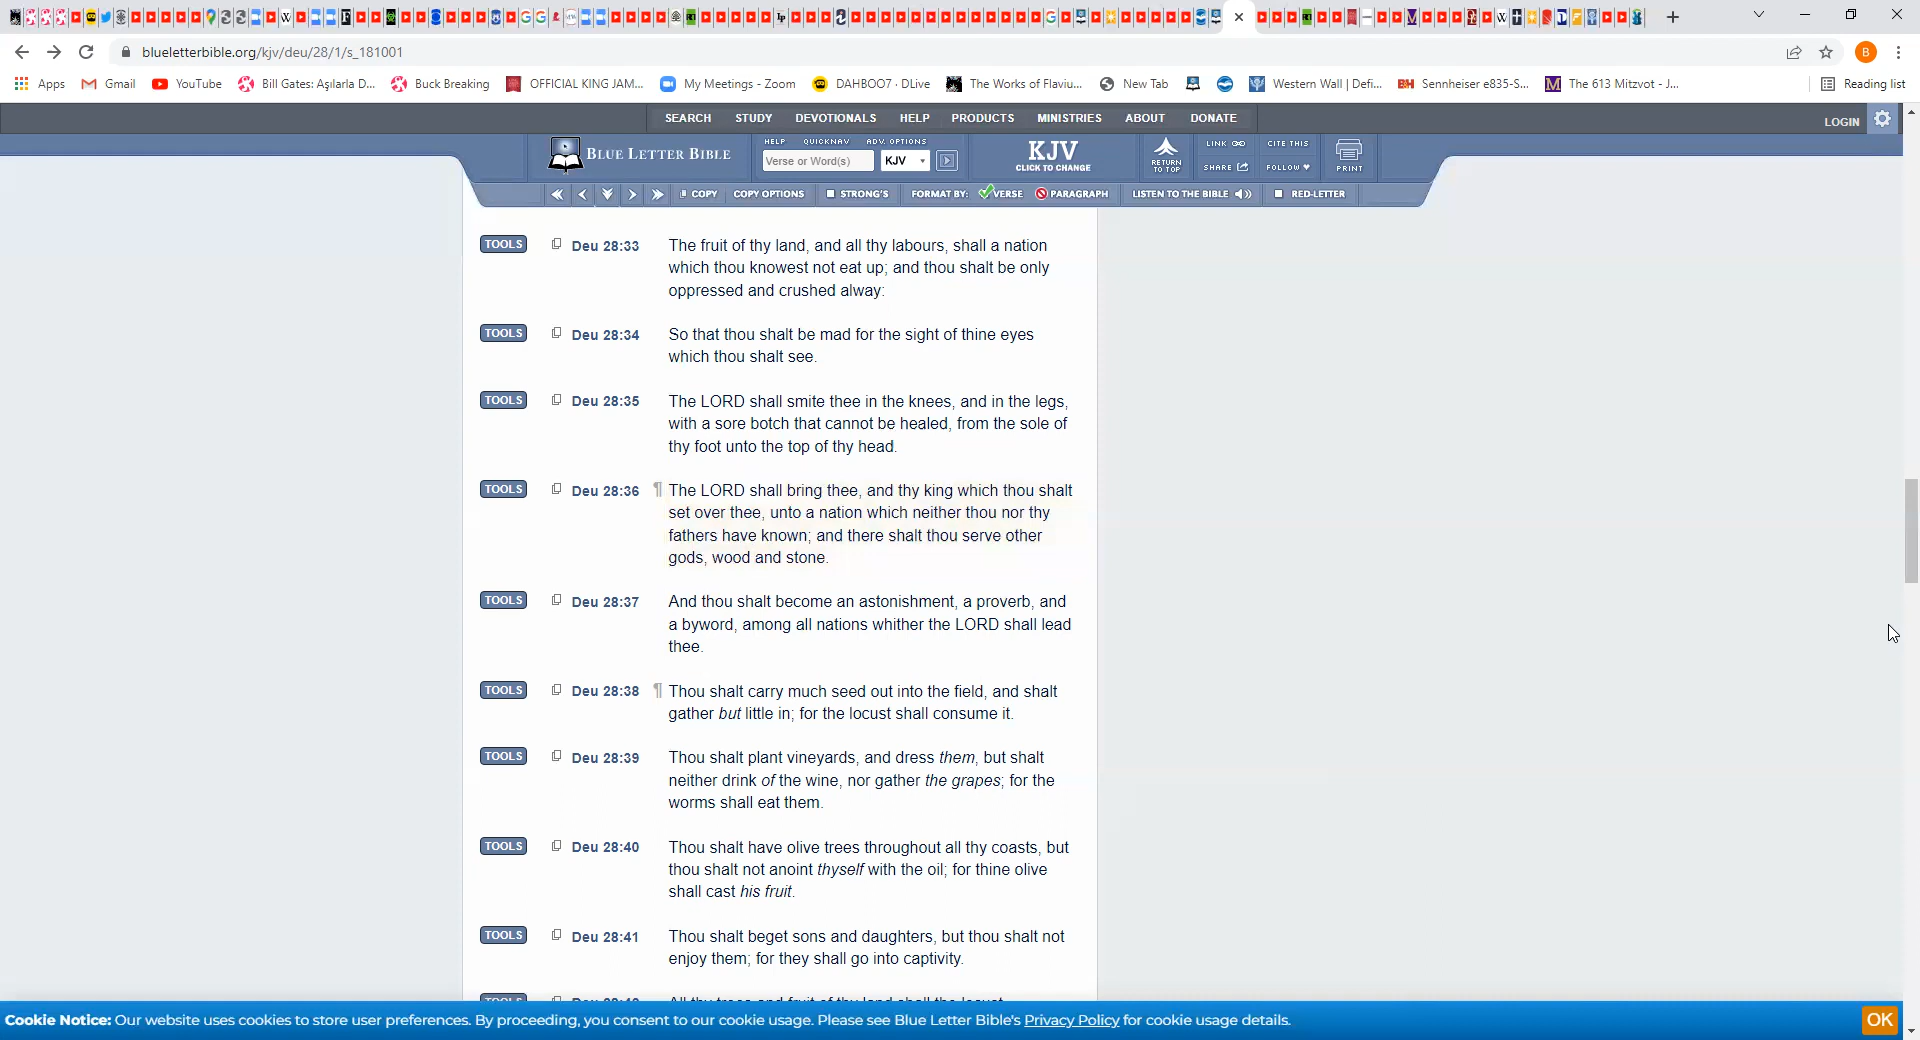 blueletterbible.org/kjv/deu/28/1/s_181001
B
Apps
Gmail
YouTube
Bill Gates: Aşılarla D...
Buck Breaking
OFFICIAL KING JAM...
My Meetings - Zoom
DAHBOO7 · DLive
The Works of Flaviu...
New Tab
Western Wall | Defi...
Sennheiser e835-S...
The 613 Mitzvot - J...
Reading list
SEARCH
STUDY
DEVOTIONALS
HELP
PRODUCTS
MINISTRIES
ABOUT
DONATE
LOGIN
BLUE LETTER BIBLE
HELP
QUICKNAV
ADV. OPTIONS
Verse or Word(s)
KJV
KJV
CLICK TO CHANGE
RETURN
TO TOP
LINK
CITE THIS
SHARE
FOLLOW
PRINT
COPY
COPY OPTIONS
STRONG'S
FORMAT BY:
VERSE
PARAGRAPH
LISTEN TO THE BIBLE
RED-LETTER
TOOLS Deu 28:33 The fruit of thy land, and all thy labours, shall a nation
which thou knowest not eat up; and thou shalt be only
oppressed and crushed alway:
TOOLS Deu 28:34 So that thou shalt be mad for the sight of thine eyes
which thou shalt see.
TOOLS Deu 28:35 The LORD shall smite thee in the knees, and in the legs,
with a sore botch that cannot be healed, from the sole of
thy foot unto the top of thy head.
TOOLS Deu 28:36 ¶ The LORD shall bring thee, and thy king which thou shalt
set over thee, unto a nation which neither thou nor thy
fathers have known; and there shalt thou serve other
gods, wood and stone.
TOOLS Deu 28:37 And thou shalt become an astonishment, a proverb, and
a byword, among all nations whither the LORD shall lead
thee.
TOOLS Deu 28:38 ¶ Thou shalt carry much seed out into the field, and shalt
gather but little in; for the locust shall consume it.
TOOLS Deu 28:39 Thou shalt plant vineyards, and dress them, but shalt
neither drink of the wine, nor gather the grapes; for the
worms shall eat them.
TOOLS Deu 28:40 Thou shalt have olive trees throughout all thy coasts, but
thou shalt not anoint thyself with the oil; for thine olive
shall cast his fruit.
TOOLS Deu 28:41 Thou shalt beget sons and daughters, but thou shalt not
enjoy them; for they shall go into captivity.
Cookie Notice: Our website uses cookies to store user preferences. By proceeding, you consent to our cookie usage. Please see Blue Letter Bible's Privacy Policy for cookie usage details.
OK